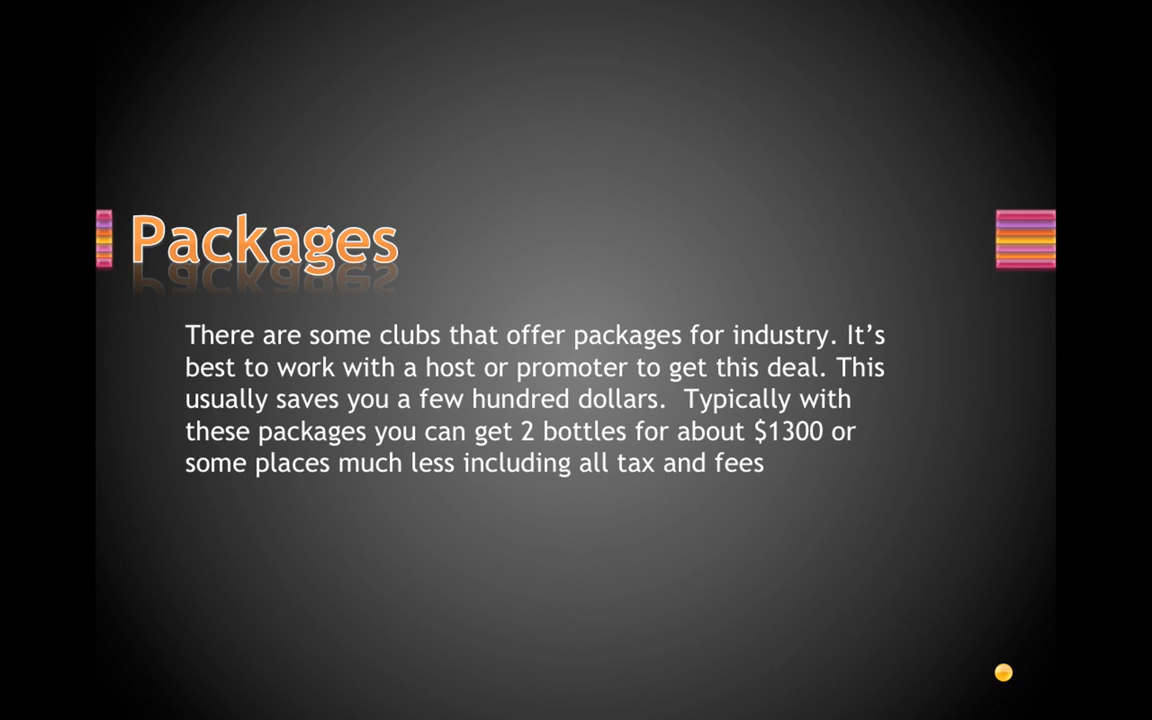 Packages
There are some clubs that offer packages for industry. It’s
best to work with a host or promoter to get this deal. This
usually saves you a few hundred dollars.  Typically with
these packages you can get 2 bottles for about $1300 or
some places much less including all tax and fees